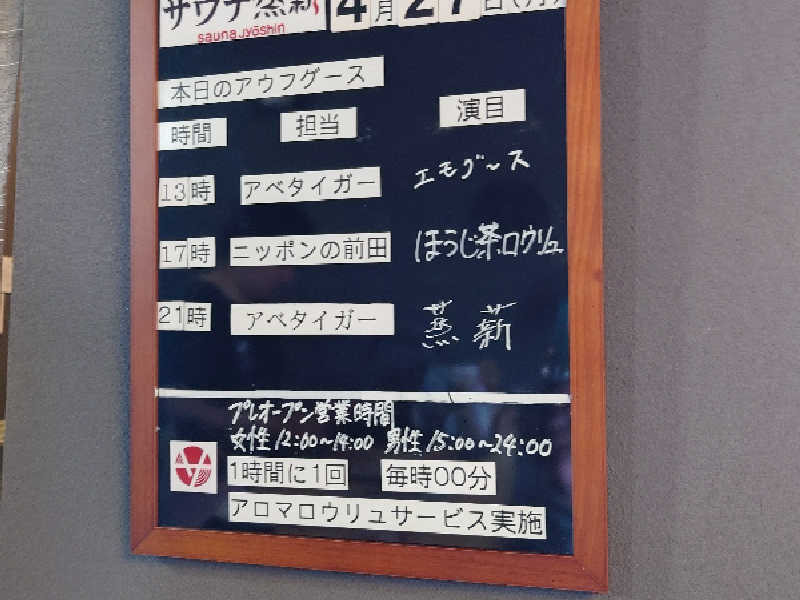 サウナ蒸薪 4月27日(月)
saunaJyoshin
本日のアウフグース
時間 担当 演目
13時 アベタイガー エモグース
17時 ニッポンの前田 ほうじ茶ロウリュ
21時 アベタイガー 蒸薪
プレオープン営業時間
女性12:00〜14:00 男性15:00〜24:00
1時間に1回 毎時00分
アロマロウリュサービス実施